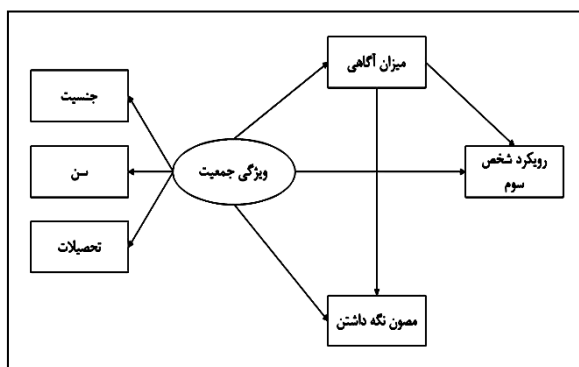 میزان آگاهی
جنسیت
رویکرد شخص
سوم
سن
ویژگی جمعیت
تحصیلات
مصون نگه داشتن